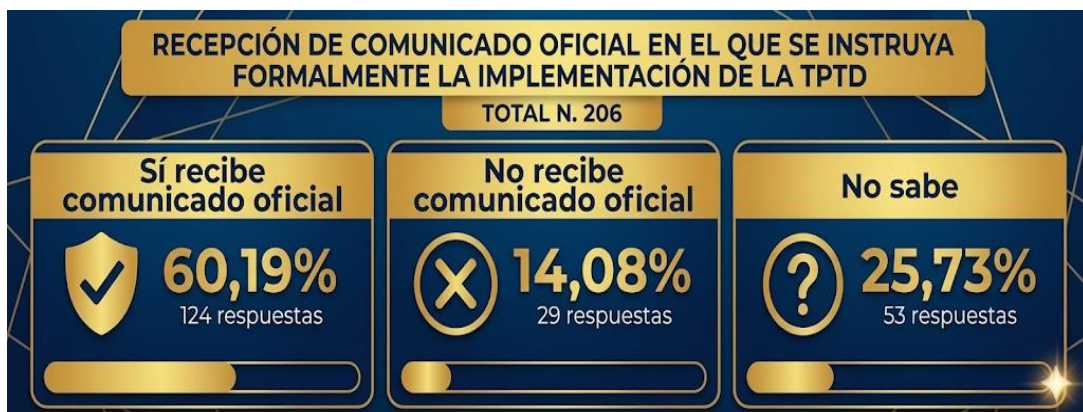 RECEPCIÓN DE COMUNICADO OFICIAL EN EL QUE SE INSTRUYA
FORMALMENTE LA IMPLEMENTACIÓN DE LA TPTD
TOTAL N. 206
Sí recibe
comunicado oficial
60,19%
124 respuestas
No recibe
comunicado oficial
14,08%
29 respuestas
No sabe
25,73%
53 respuestas